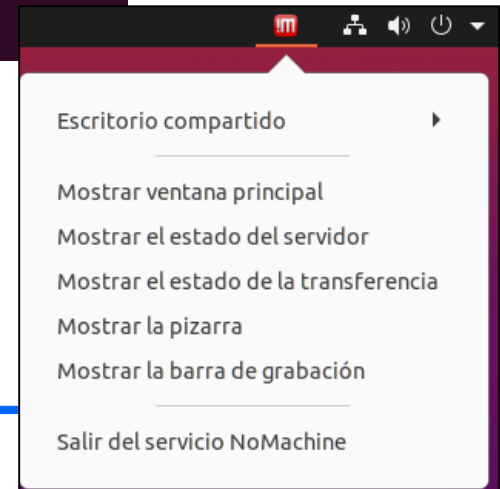 !M
Escritorio compartido
Mostrar ventana principal
Mostrar el estado del servidor
Mostrar el estado de la transferencia
Mostrar la pizarra
Mostrar la barra de grabación
Salir del servicio NoMachine